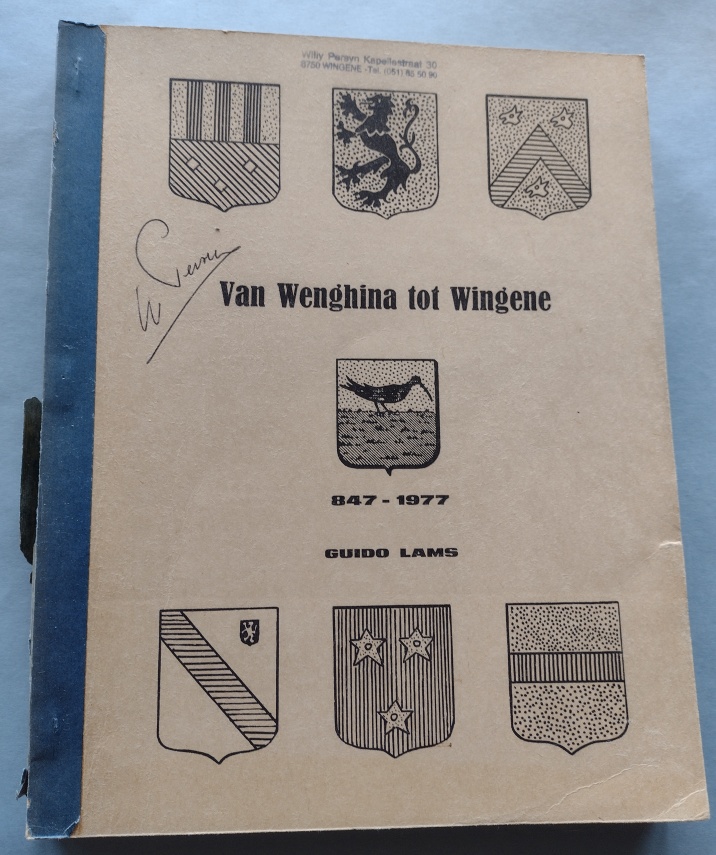 Willy Persyn Kapellestraat 30
8750 WINGENE - Tel. (051) 65 50 90
W Persyn
Van Wenghina tot Wingene
847 - 1977
GUIDO LAMS